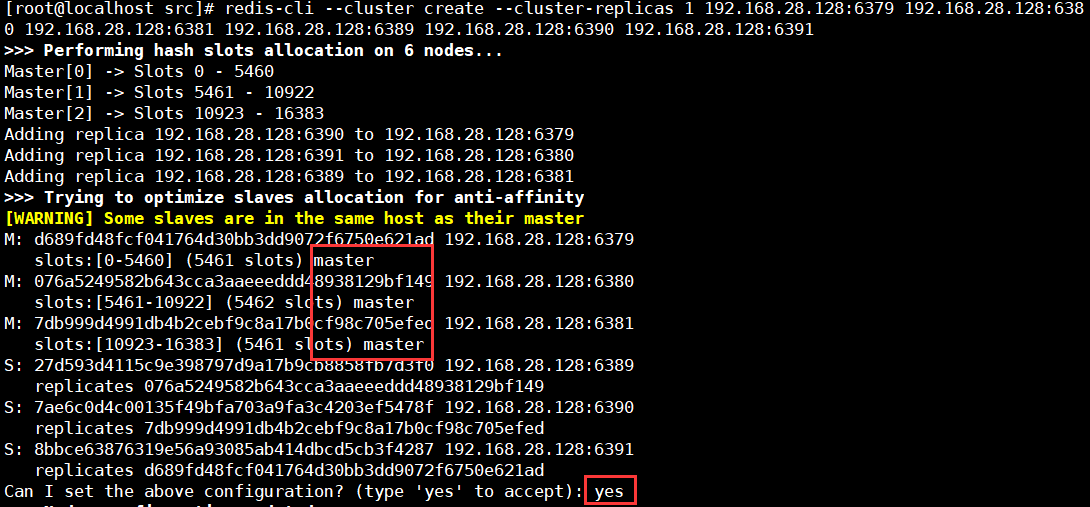 [root@localhost src]# redis-cli --cluster create --cluster-replicas 1 192.168.28.128:6379 192.168.28.128:638
0 192.168.28.128:6381 192.168.28.128:6389 192.168.28.128:6390 192.168.28.128:6391
>>> Performing hash slots allocation on 6 nodes...
Master[0] -> Slots 0 - 5460
Master[1] -> Slots 5461 - 10922
Master[2] -> Slots 10923 - 16383
Adding replica 192.168.28.128:6390 to 192.168.28.128:6379
Adding replica 192.168.28.128:6391 to 192.168.28.128:6380
Adding replica 192.168.28.128:6389 to 192.168.28.128:6381
>>> Trying to optimize slaves allocation for anti-affinity
[WARNING] Some slaves are in the same host as their master
M: d689fd48fcf041764d30bb3dd9072f6750e621ad 192.168.28.128:6379
slots:[0-5460] (5461 slots) master
M: 076a5249582b643cca3aaeeeddd48938129bf149 192.168.28.128:6380
slots:[5461-10922] (5462 slots) master
M: 7db999d4991db4b2cebf9c8a17b0cf98c705efed 192.168.28.128:6381
slots:[10923-16383] (5461 slots) master
S: 27d593d4115c9e398797d9a17b9cb8858fb7d3f0 192.168.28.128:6389
replicates 076a5249582b643cca3aaeeeddd48938129bf149
S: 7ae6c0d4c00135f49bfa703a9fa3c4203ef5478f 192.168.28.128:6390
replicates 7db999d4991db4b2cebf9c8a17b0cf98c705efed
S: 8bbce63876319e56a93085ab414dbcd5cb3f4287 192.168.28.128:6391
replicates d689fd48fcf041764d30bb3dd9072f6750e621ad
Can I set the above configuration? (type 'yes' to accept): yes